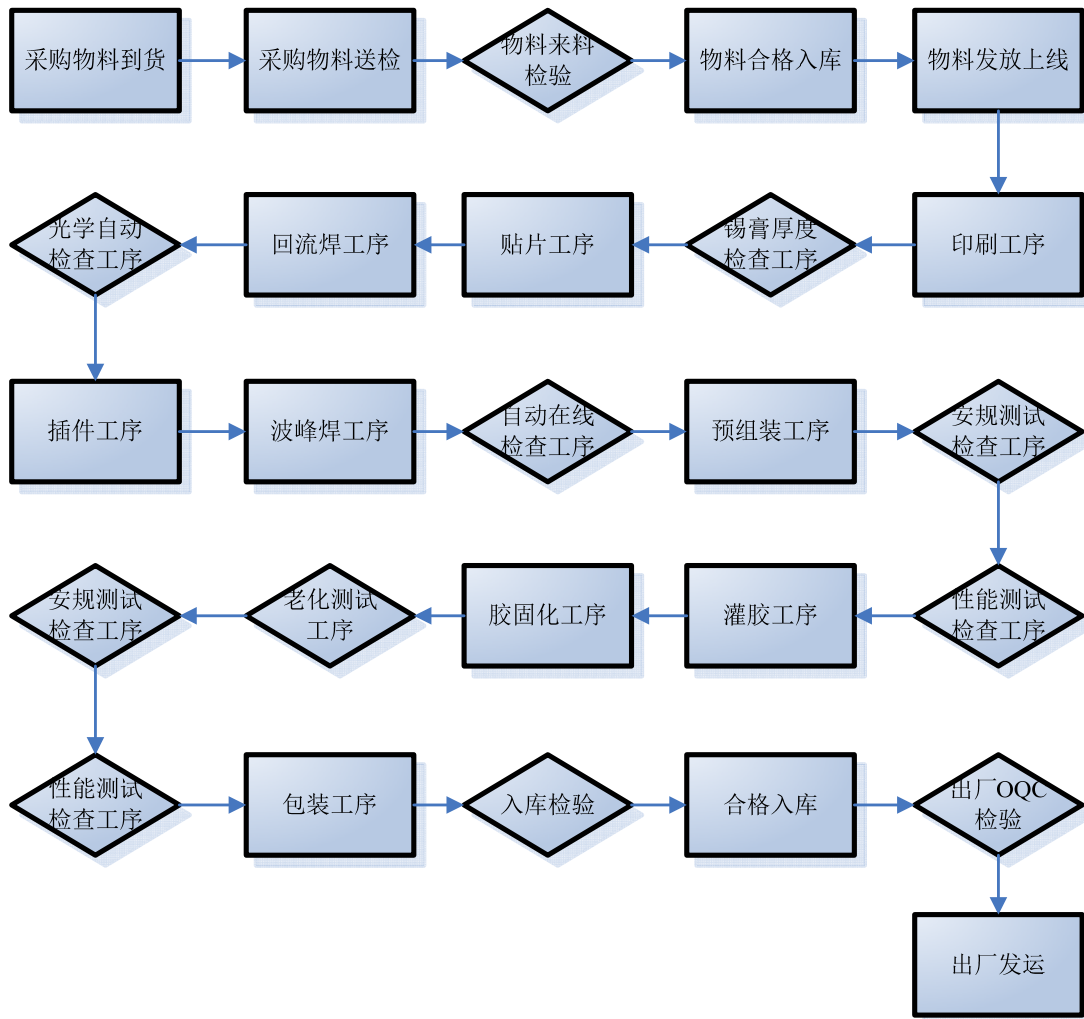 采购物料到货
采购物料送检
物料来料
检验
物料合格入库
物料发放上线
印刷工序
锡膏厚度
检查工序
贴片工序
回流焊工序
光学自动
检查工序
插件工序
波峰焊工序
自动在线
检查工序
预组装工序
安规测试
检查工序
性能测试
检查工序
灌胶工序
胶固化工序
老化测试
工序
安规测试
检查工序
性能测试
检查工序
包装工序
入库检验
合格入库
出厂OQC
检验
出厂发运